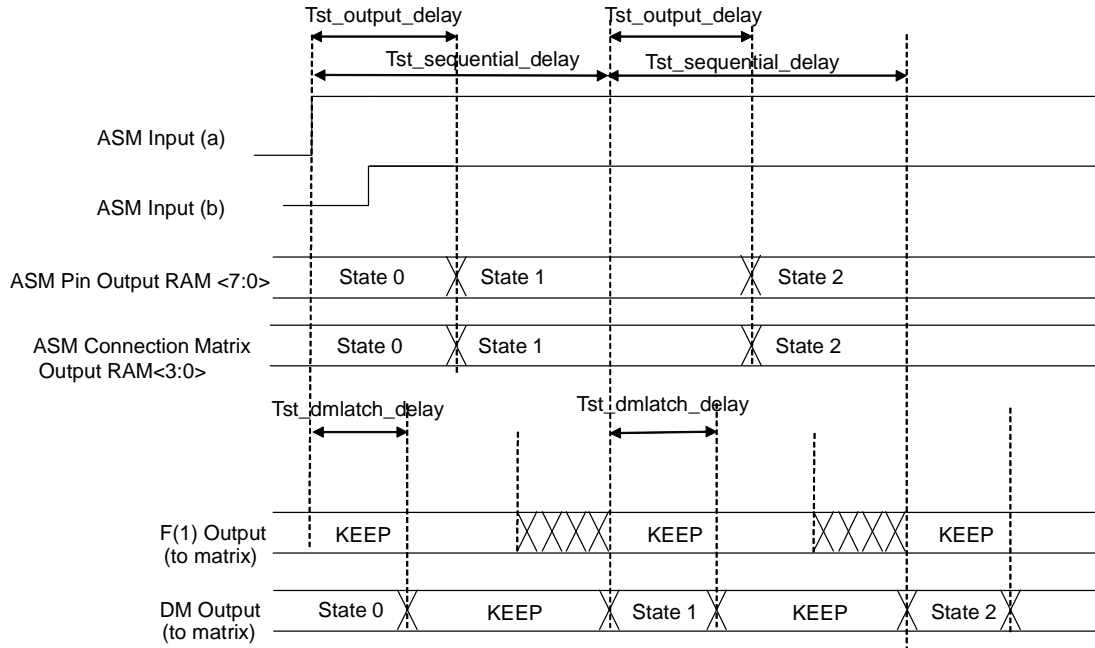 Tst_output_delay
Tst_output_delay
Tst_sequential_delay
Tst_sequential_delay
ASM Input (a)
ASM Input (b)
ASM Pin Output RAM <7:0>
State 0
State 1
State 2
ASM Connection Matrix
Output RAM<3:0>
State 0
State 1
State 2
Tst_dmlatch_delay
Tst_dmlatch_delay
F(1) Output
(to matrix)
KEEP
KEEP
KEEP
DM Output
(to matrix)
State 0
KEEP
State 1
KEEP
State 2